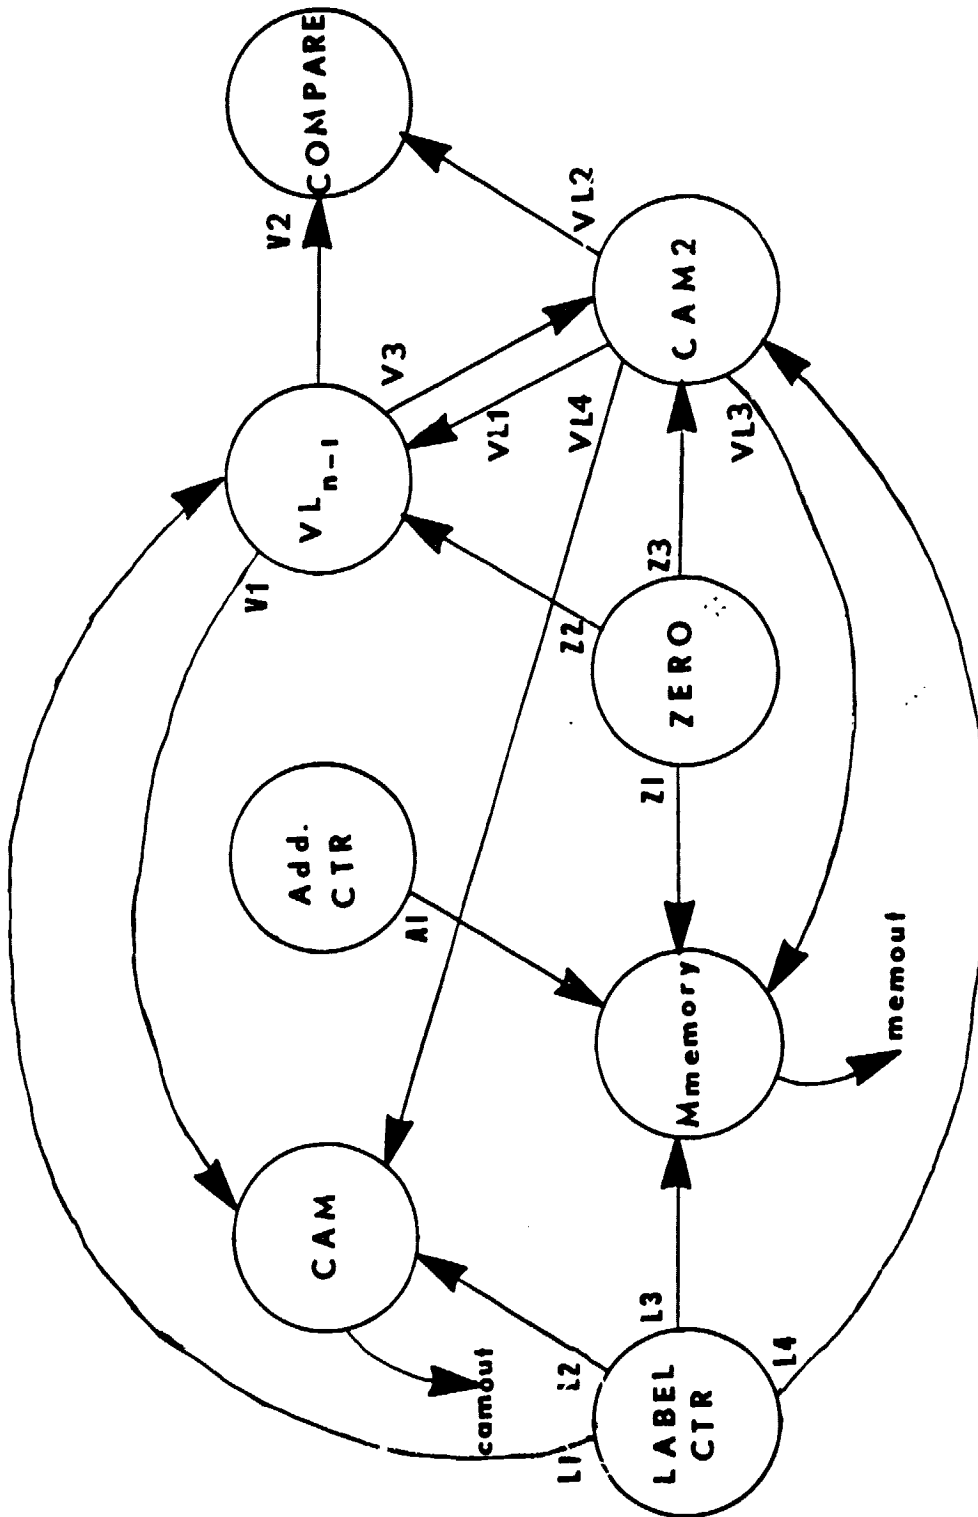 V1
V2
CAM
Add.
CTR
VL n-1
COMPARE
A1
V3
camout
VL1
L1
L2
Z2
VL4
VL2
L3
Z1
Z3
LABEL
CTR
Mmemory
ZERO
CAM2
VL3
L4
memout